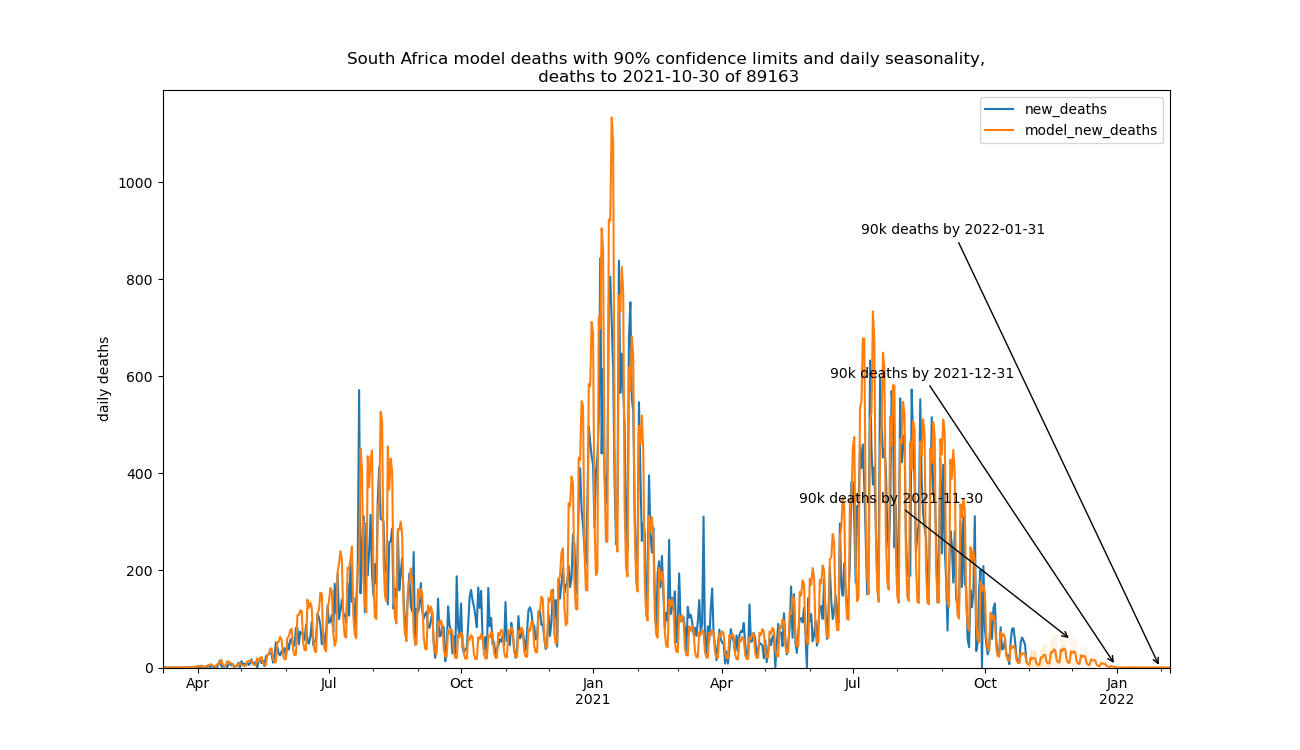 South Africa model deaths with 90% confidence limits and daily seasonality,
deaths to 2021-10-30 of 89163
new_deaths
model_new_deaths
daily deaths
1000
800
600
400
200
0
90k deaths by 2022-01-31
90k deaths by 2021-12-31
90k deaths by 2021-11-30
Apr
Jul
Oct
Jan
2021
Apr
Jul
Oct
Jan
2022